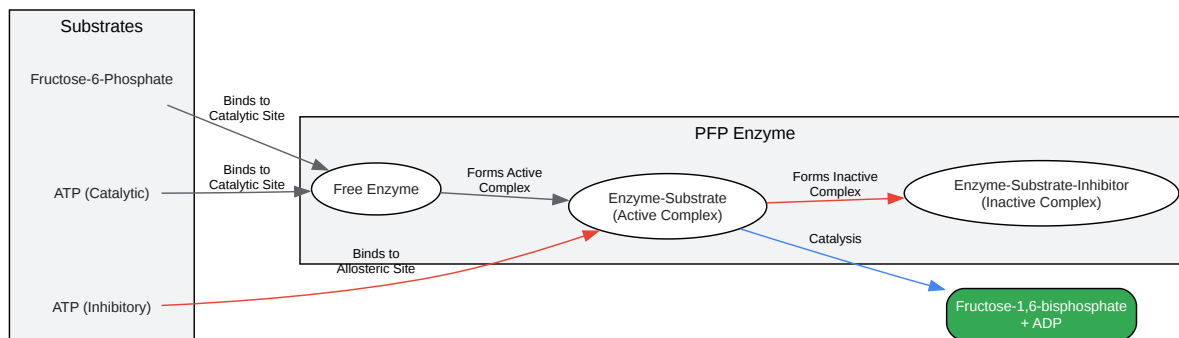 Substrates
Fructose-6-Phosphate
Binds to
Catalytic Site
PFP Enzyme
ATP (Catalytic)
Binds to
Catalytic Site
Free Enzyme
Forms Active
Complex
Enzyme-Substrate
(Active Complex)
Forms Inactive
Complex
Enzyme-Substrate-Inhibitor
(Inactive Complex)
Catalysis
Binds to
Allosteric Site
ATP (Inhibitory)
Fructose-1,6-bisphosphate
+ ADP